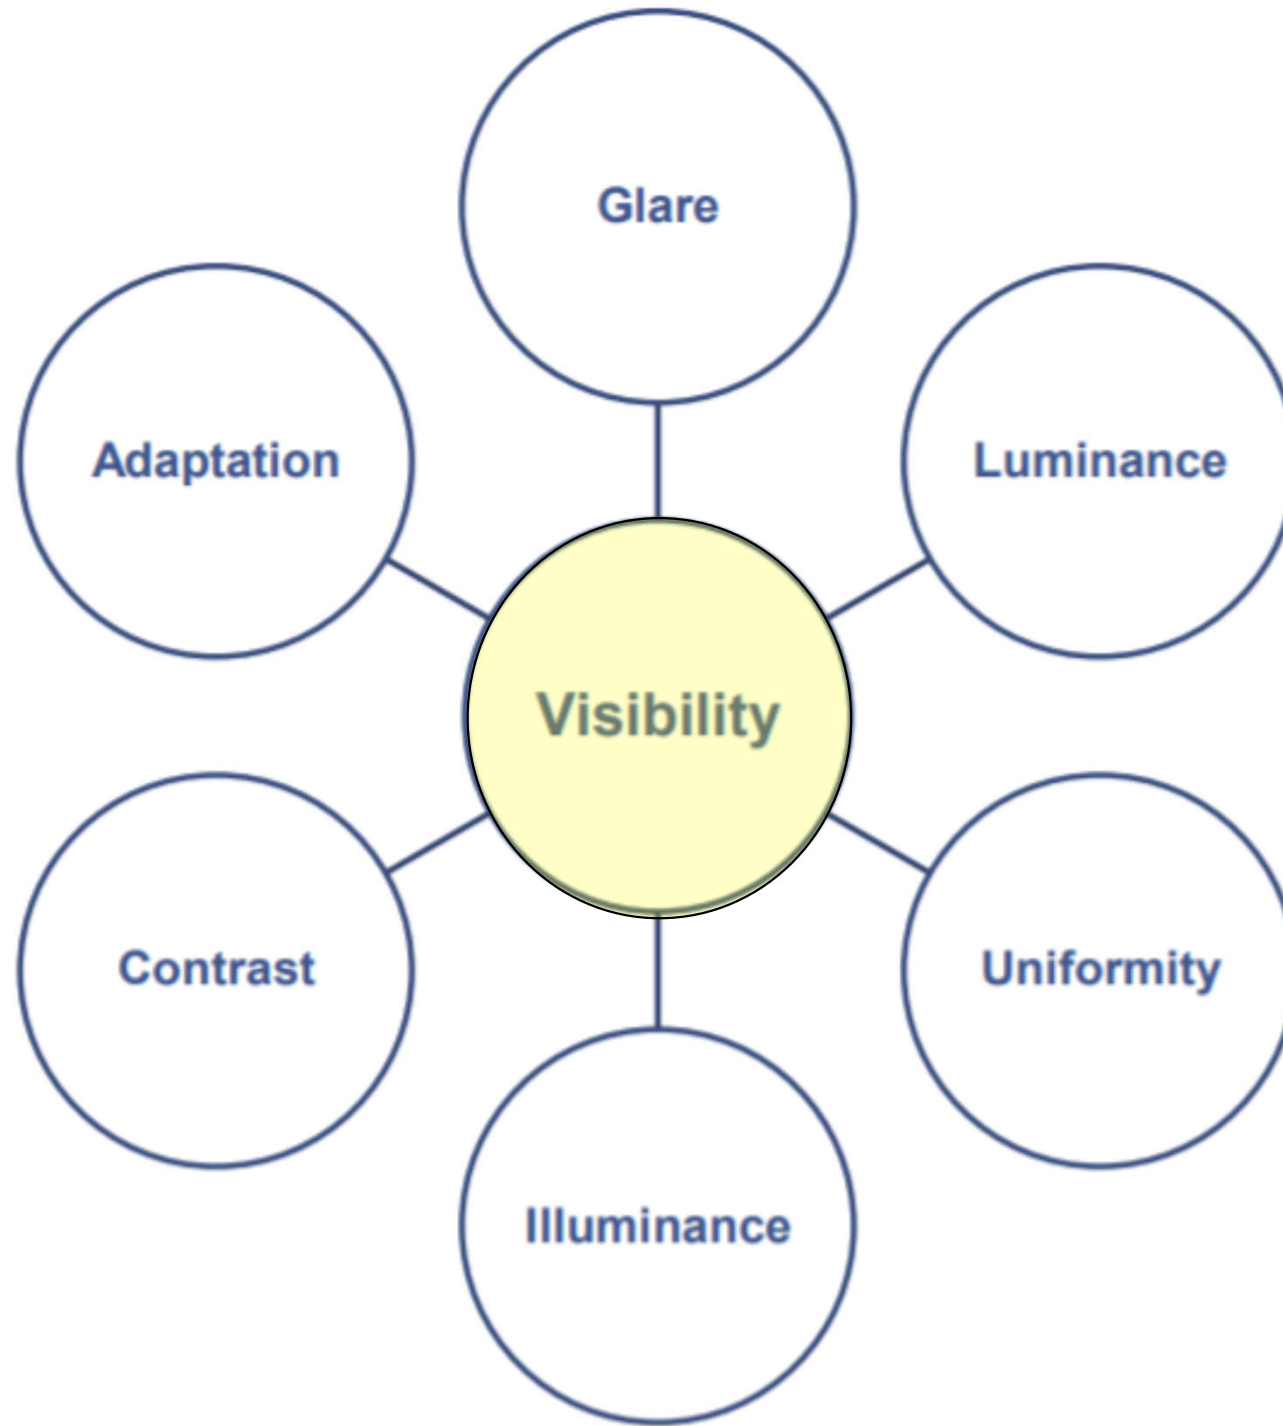 Glare
Adaptation
Luminance
Visibility
Contrast
Uniformity
Illuminance